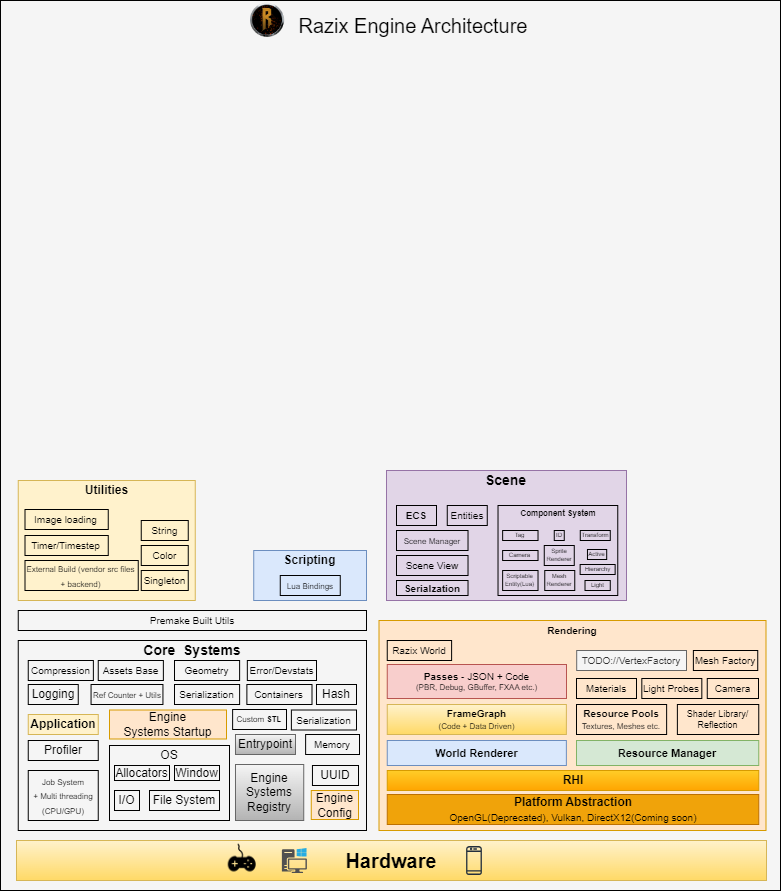 Razix Engine Architecture
Utilities
Image loading
Timer/Timestep
External Build (vendor src files
+ backend)
String
Color
Singleton
Scripting
Lua Bindings
Scene
ECS
Entities
Scene Manager
Scene View
Serialzation
Component System
Tag
ID
Transform
Camera
Sprite
Renderer
Active
Hierarchy
Scriptable
Entity(Lua)
Mesh
Renderer
Light
Premake Built Utils
Core Systems
Compression
Assets Base
Geometry
Error/Devstats
Logging
Ref Counter + Utils
Serialization
Containers
Hash
Application
Engine
Systems Startup
Custom STL
Serialization
Profiler
Entrypoint
Memory
OS
Allocators
Window
I/O
File System
Job System
+ Multi threading
(CPU/GPU)
Engine
Systems
Registry
UUID
Engine
Config
Rendering
Razix World
TODO://VertexFactory
Mesh Factory
Passes - JSON + Code
(PBR, Debug, GBuffer, FXAA etc.)
Materials
Light Probes
Camera
FrameGraph
(Code + Data Driven)
Resource Pools
Textures, Meshes etc.
Shader Library/
Reflection
World Renderer
Resource Manager
RHI
Platform Abstraction
OpenGL(Deprecated), Vulkan, DirectX12(Coming soon)
Hardware